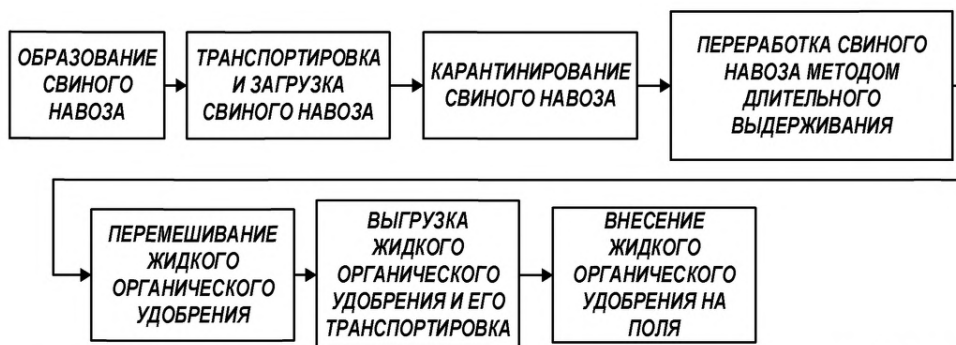 ОБРАЗОВАНИЕ
СВИНОГО
НАВОЗА
ТРАНСПОРТИРОВКА
И ЗАГРУЗКА
СВИНОГО НАВОЗА
КАРАНТИНИРОВАНИЕ
СВИНОГО НАВОЗА
ПЕРЕРАБОТКА СВИНОГО
НАВОЗА МЕТОДОМ
ДЛИТЕЛЬНОГО
ВЫДЕРЖИВАНИЯ
ПЕРЕМЕШИВАНИЕ
ЖИДКОГО
ОРГАНИЧЕСКОГО
УДОБРЕНИЯ
ВЫГРУЗКА
ЖИДКОГО
ОРГАНИЧЕСКОГО
УДОБРЕНИЯ И ЕГО
ТРАНСПОРТИРОВКА
ВНЕСЕНИЕ
ЖИДКОГО
ОРГАНИЧЕСКОГО
УДОБРЕНИЯ НА
ПОЛЯ